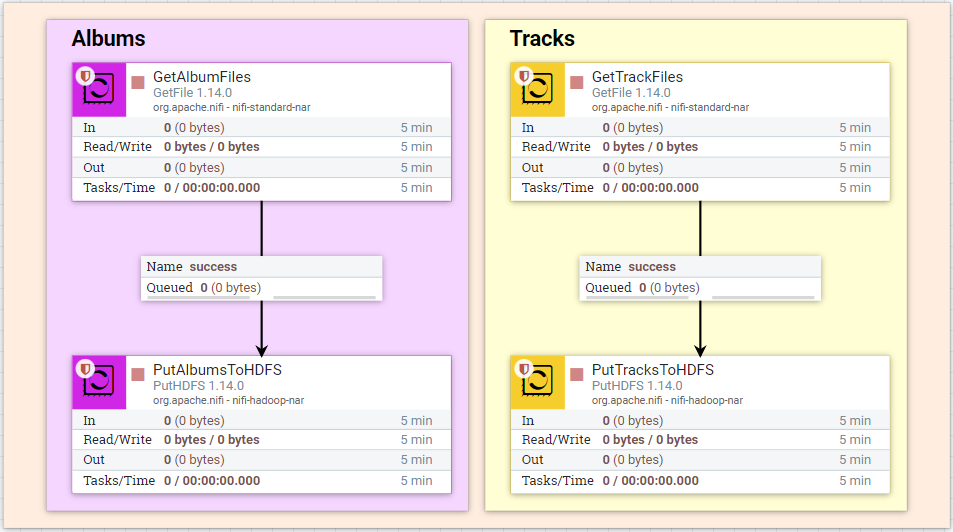 Albums
GetAlbumFiles
GetFile 1.14.0
org.apache.nifi - nifi-standard-nar
In 0 (0 bytes) 5 min
Read/Write 0 bytes / 0 bytes 5 min
Out 0 (0 bytes) 5 min
Tasks/Time 0 / 00:00:00.000 5 min
Name success
Queued 0 (0 bytes)
PutAlbumsToHDFS
PutHDFS 1.14.0
org.apache.nifi - nifi-hadoop-nar
In 0 (0 bytes) 5 min
Read/Write 0 bytes / 0 bytes 5 min
Out 0 (0 bytes) 5 min
Tasks/Time 0 / 00:00:00.000 5 min
Tracks
GetTrackFiles
GetFile 1.14.0
org.apache.nifi - nifi-standard-nar
In 0 (0 bytes) 5 min
Read/Write 0 bytes / 0 bytes 5 min
Out 0 (0 bytes) 5 min
Tasks/Time 0 / 00:00:00.000 5 min
Name success
Queued 0 (0 bytes)
PutTracksToHDFS
PutHDFS 1.14.0
org.apache.nifi - nifi-hadoop-nar
In 0 (0 bytes) 5 min
Read/Write 0 bytes / 0 bytes 5 min
Out 0 (0 bytes) 5 min
Tasks/Time 0 / 00:00:00.000 5 min